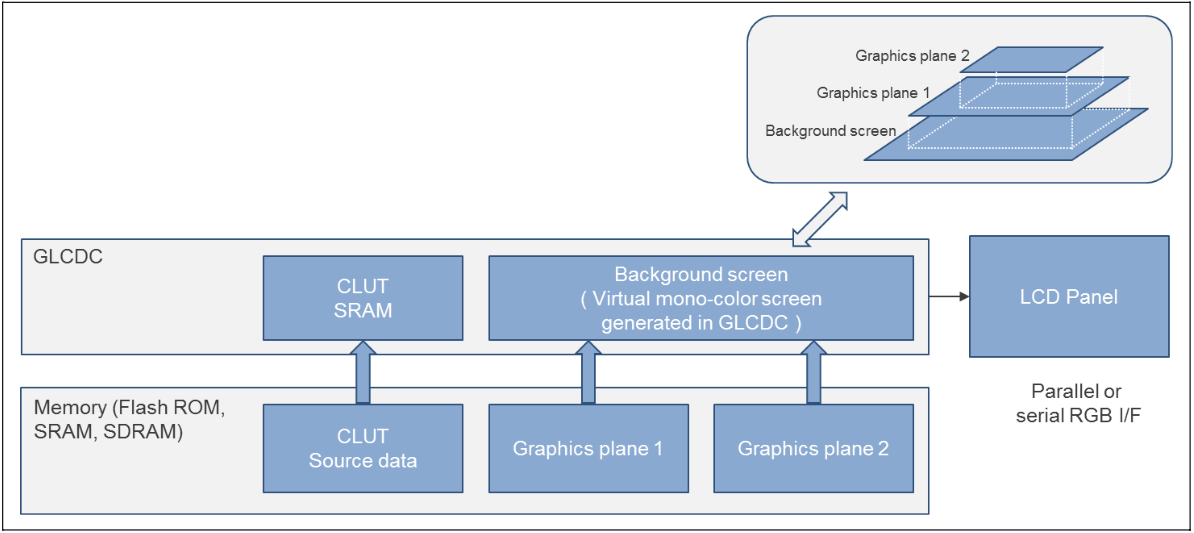 Graphics plane 2
Graphics plane 1
Background screen
GLCDC
CLUT
SRAM
Background screen
( Virtual mono-color screen
generated in GLCDC )
LCD Panel
Parallel or
serial RGB I/F
Memory (Flash ROM,
SRAM, SDRAM)
CLUT
Source data
Graphics plane 1
Graphics plane 2